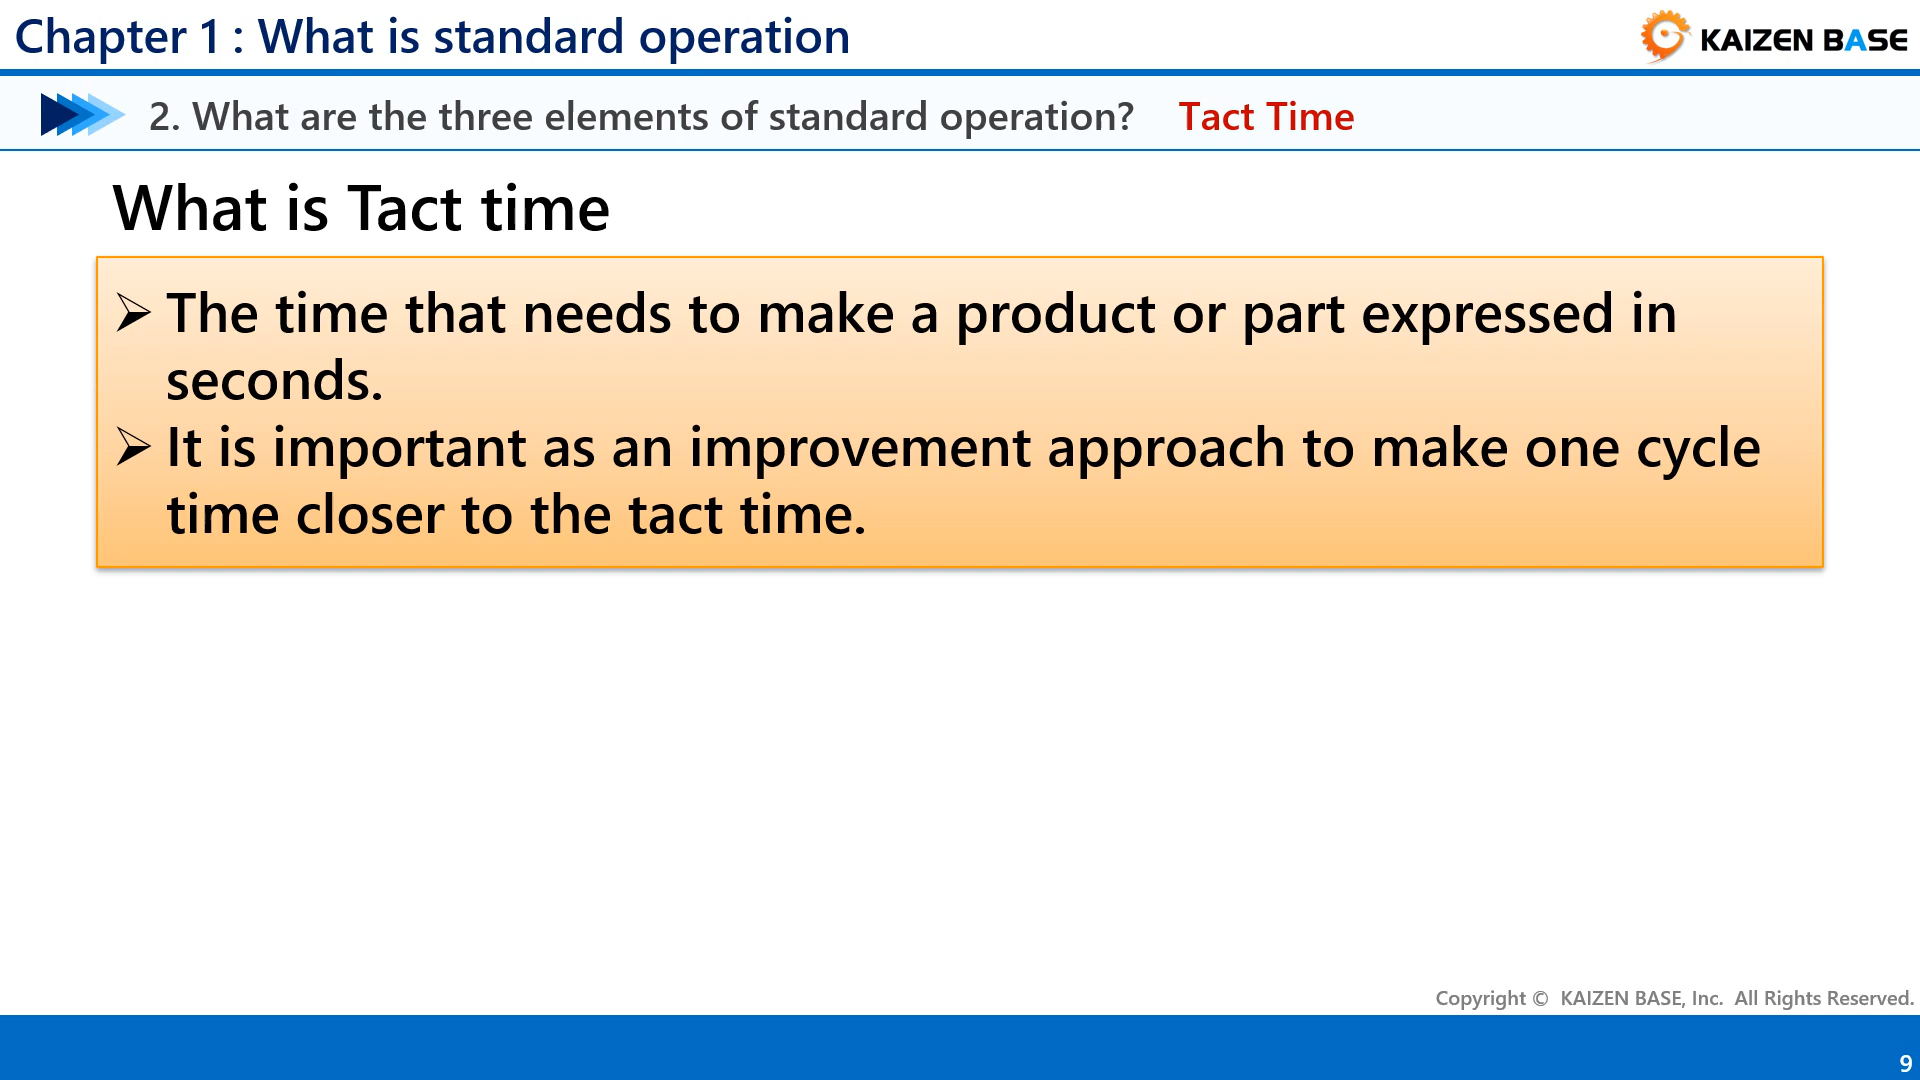 Chapter 1 : What is standard operation
KAIZEN BASE
2. What are the three elements of standard operation? Tact Time
What is Tact time
➢ The time that needs to make a product or part expressed in
seconds.
➢ It is important as an improvement approach to make one cycle
time closer to the tact time.
Copyright © KAIZEN BASE, Inc. All Rights Reserved.
9